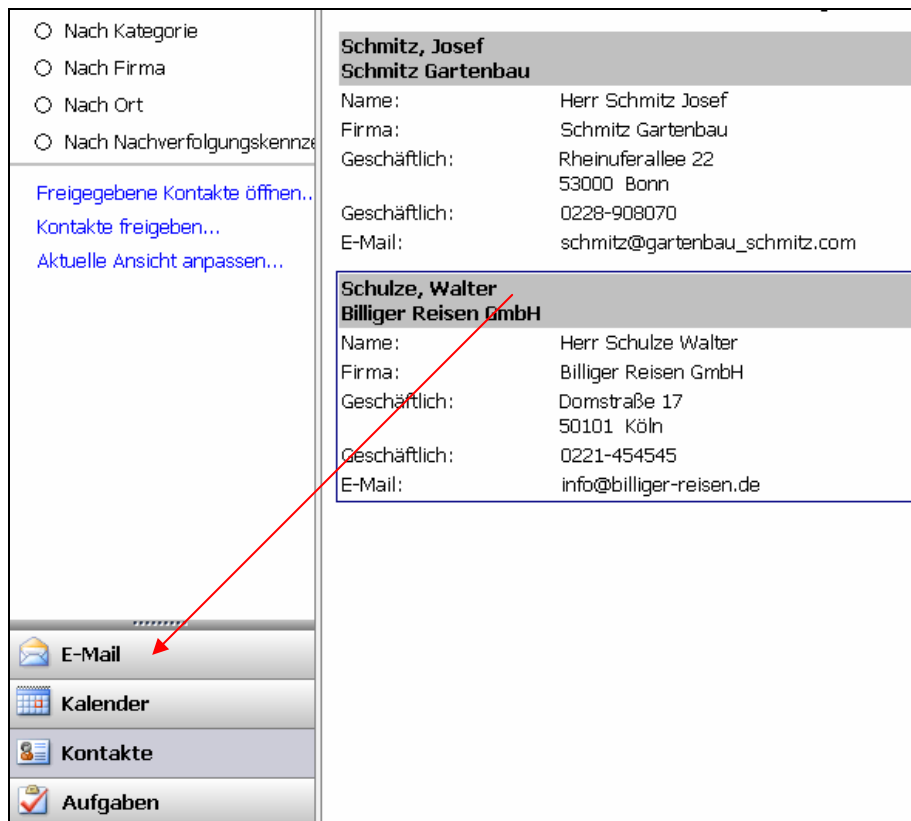 Nach Kategorie
Nach Firma
Nach Ort
Nach Nachverfolgungskennze
Freigegebene Kontakte öffnen..
Kontakte freigeben...
Aktuelle Ansicht anpassen...
E-Mail
Kalender
Kontakte
Aufgaben
Schmitz, Josef
Schmitz Gartenbau
Name: Herr Schmitz Josef
Firma: Schmitz Gartenbau
Geschäftlich: Rheinuferallee 22
53000 Bonn
Geschäftlich: 0228-908070
E-Mail: schmitz@gartenbau_schmitz.com
Schulze, Walter
Billiger Reisen GmbH
Name: Herr Schulze Walter
Firma: Billiger Reisen GmbH
Geschäftlich: Domstraße 17
50101 Köln
Geschäftlich: 0221-454545
E-Mail: info@billiger-reisen.de